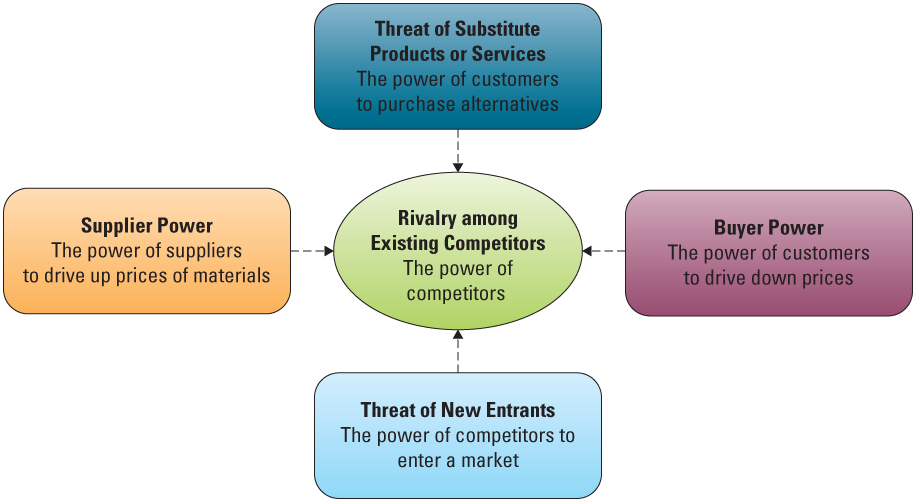 Threat of Substitute
Products or Services
The power of customers
to purchase alternatives
Supplier Power
The power of suppliers
to drive up prices of materials
Rivalry among
Existing Competitors
The power of
competitors
Buyer Power
The power of customers
to drive down prices
Threat of New Entrants
The power of competitors to
enter a market